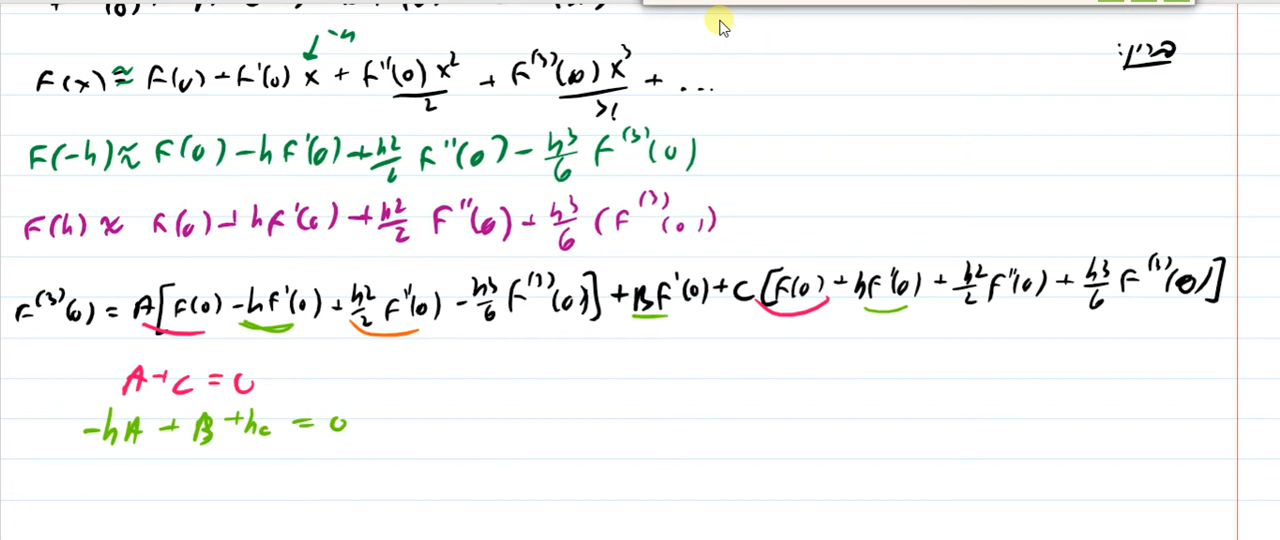 -h
F(x) ≈ F(0) + F'(0) x + F''(0) x²/2 + F⁽³⁾(0) x³/3! + ...
F(-h) ≈ F(0) - hF'(0) + h²/2 F''(0) - h³/6 F⁽³⁾(0)
F(h) ≈ F(0) + hF'(0) + h²/2 F''(0) + h³/6 (F⁽³⁾(0))
F⁽³⁾(0) = A[F(0) - hF'(0) + h²/2 F''(0) - h³/6 F⁽³⁾(0)] + BF'(0) + C[F(0) + hF'(0) + h²/2 F''(0) + h³/6 F⁽³⁾(0)]
A + C = 0
-hA + B + hc = 0